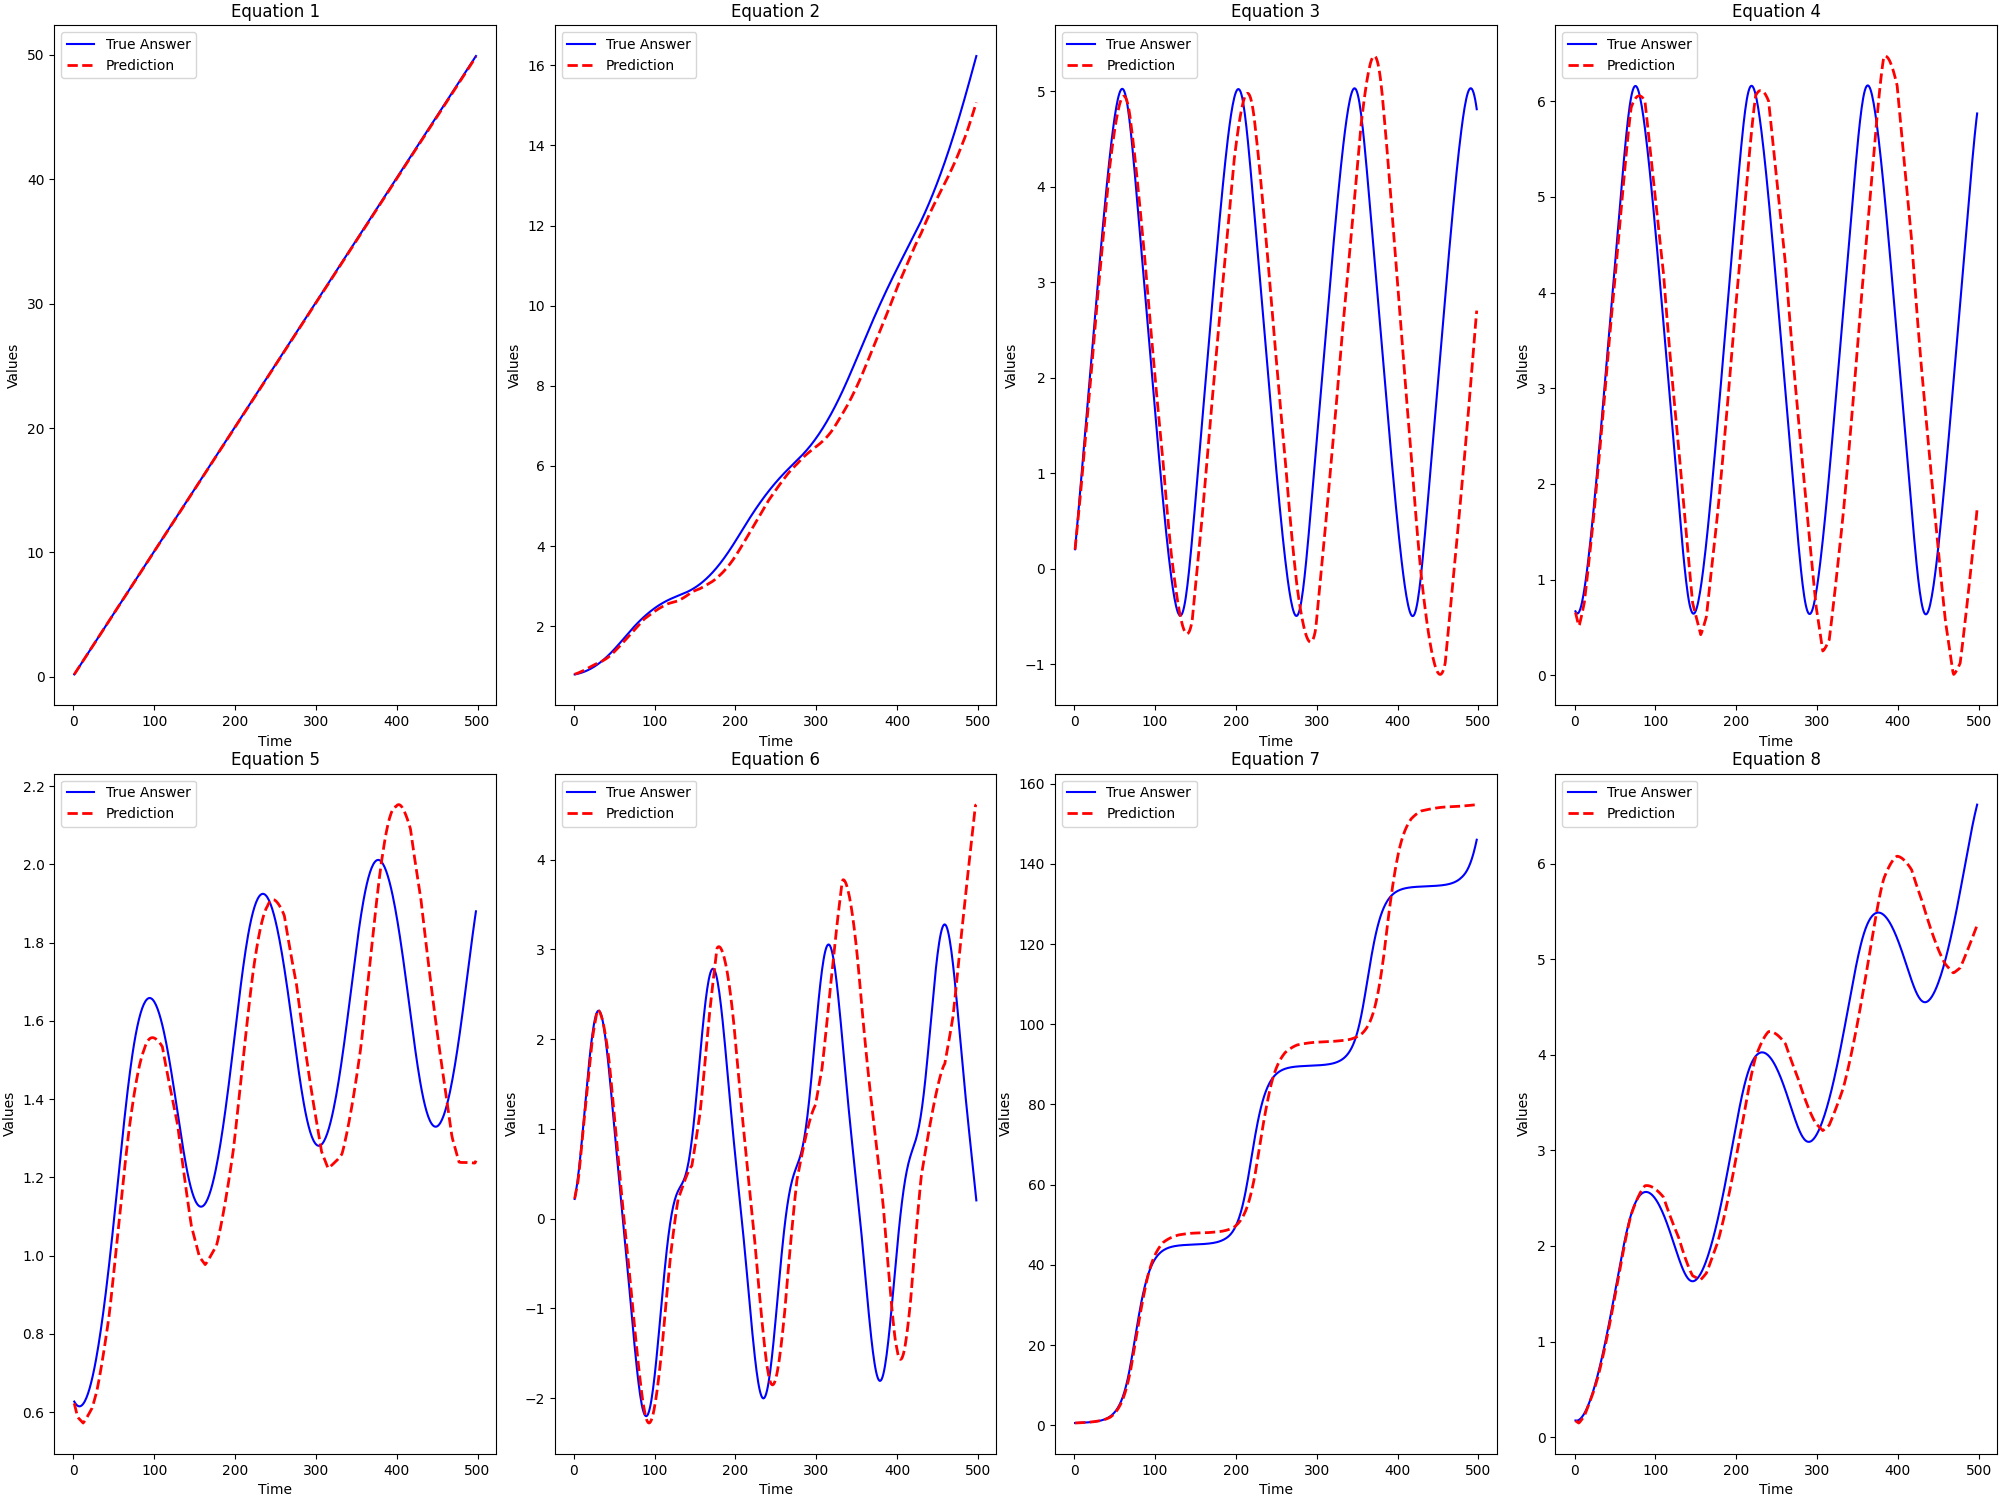 Equation 1
True Answer
Prediction
50
40
30
20
10
0
Values
0 100 200 300 400 500
Time
Equation 2
True Answer
Prediction
16
14
12
10
8
6
4
2
Values
0 100 200 300 400 500
Time
Equation 3
True Answer
Prediction
5
4
3
2
1
0
−1
Values
0 100 200 300 400 500
Time
Equation 4
True Answer
Prediction
6
5
4
3
2
1
0
Values
0 100 200 300 400 500
Time
Equation 5
True Answer
Prediction
2.2
2.0
1.8
1.6
1.4
1.2
1.0
0.8
0.6
Values
0 100 200 300 400 500
Time
Equation 6
True Answer
Prediction
4
3
2
1
0
−1
−2
Values
0 100 200 300 400 500
Time
Equation 7
True Answer
Prediction
160
140
120
100
80
60
40
20
0
Values
0 100 200 300 400 500
Time
Equation 8
True Answer
Prediction
6
5
4
3
2
1
0
Values
0 100 200 300 400 500
Time